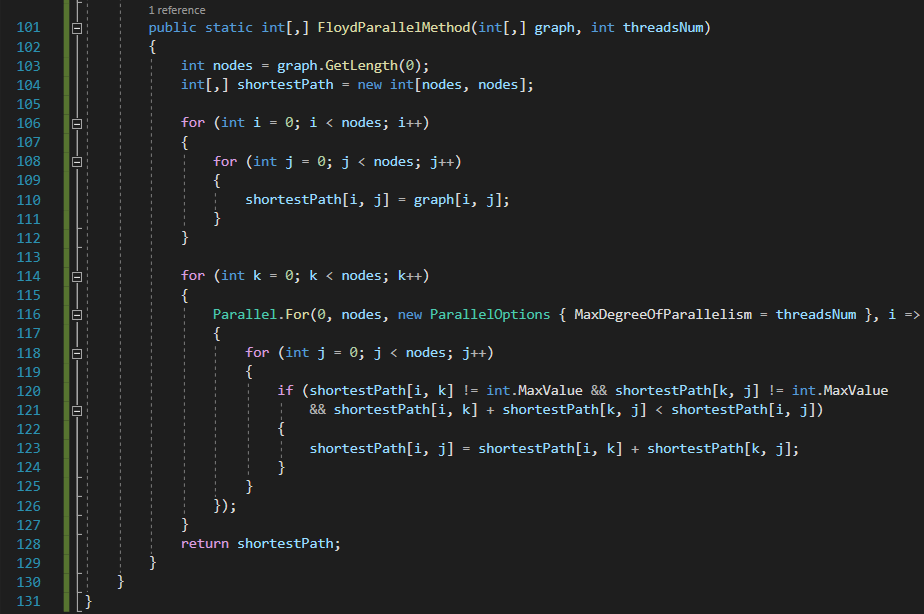 1 reference
101 public static int[,] FloydParallelMethod(int[,] graph, int threadsNum)
102 {
103 int nodes = graph.GetLength(0);
104 int[,] shortestPath = new int[nodes, nodes];
105
106 for (int i = 0; i < nodes; i++)
107 {
108 for (int j = 0; j < nodes; j++)
109 {
110 shortestPath[i, j] = graph[i, j];
111 }
112 }
113
114 for (int k = 0; k < nodes; k++)
115 {
116 Parallel.For(0, nodes, new ParallelOptions { MaxDegreeOfParallelism = threadsNum }, i =>
117 {
118 for (int j = 0; j < nodes; j++)
119 {
120 if (shortestPath[i, k] != int.MaxValue && shortestPath[k, j] != int.MaxValue
121 && shortestPath[i, k] + shortestPath[k, j] < shortestPath[i, j])
122 {
123 shortestPath[i, j] = shortestPath[i, k] + shortestPath[k, j];
124 }
125 }
126 });
127 }
128 return shortestPath;
129 }
130 }
131 }